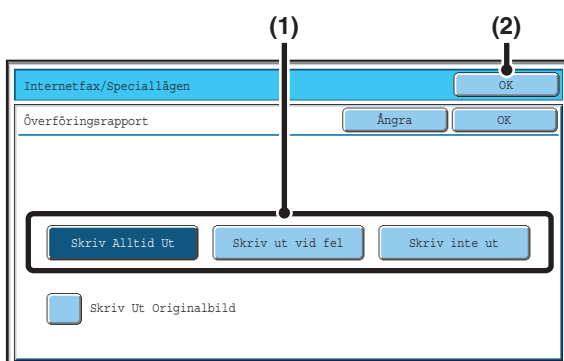 (1) (2)
Internetfax/Speciallägen OK
Överföringsrapport Ångra OK
Skriv Alltid Ut Skriv ut vid fel Skriv inte ut
Skriv Ut Originalbild